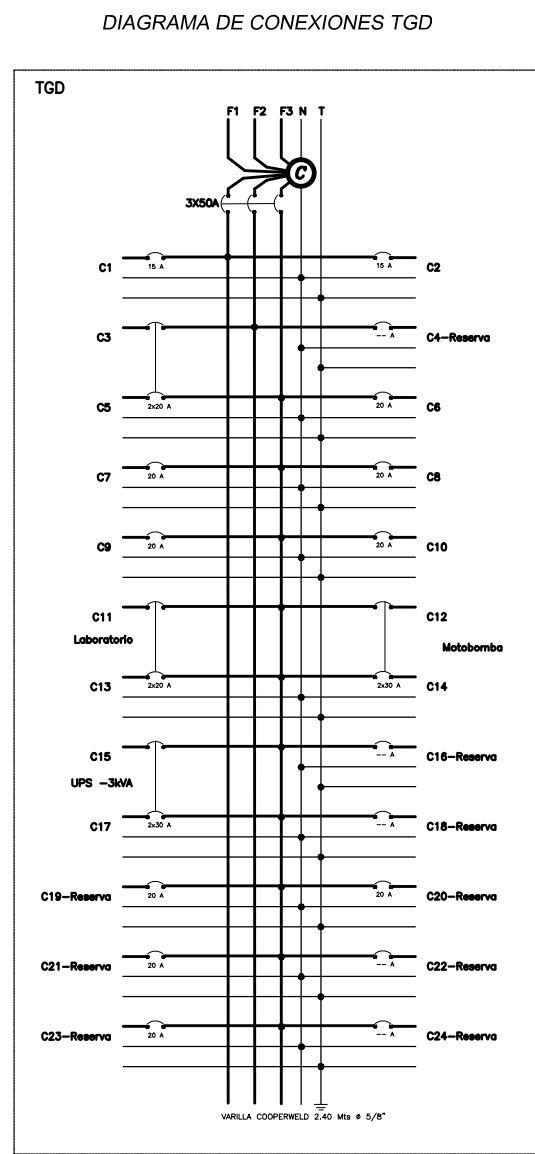 DIAGRAMA DE CONEXIONES TGD
TGD
F1 F2 F3 N T
C
3X50A
C1 15 A 15 A C2
C3 -- A C4-Reserva
C5 2x20 A 20 A C6
C7 20 A 20 A C8
C9 20 A 20 A C10
C11 C12
Laboratorio Motobomba
C13 2x20 A 2x30 A C14
C15 -- A C16-Reserva
UPS -3kVA
C17 2x30 A -- A C18-Reserva
C19-Reserva 20 A 20 A C20-Reserva
C21-Reserva 20 A -- A C22-Reserva
C23-Reserva 20 A -- A C24-Reserva
VARILLA COOPERWELD 2.40 Mts ø 5/8"